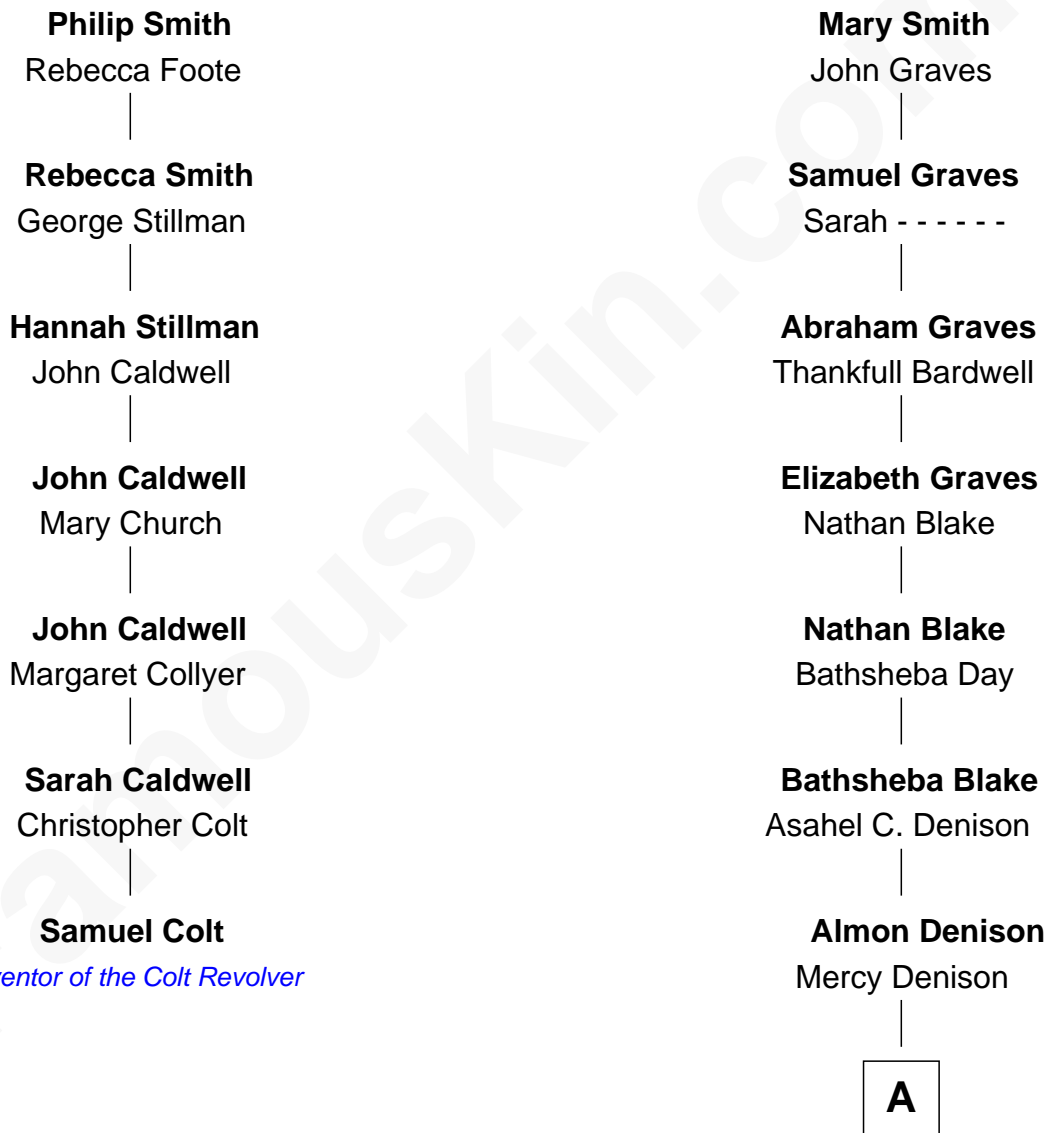 Philip Smith
Rebecca Foote
Rebecca Smith
George Stillman
Hannah Stillman
John Caldwell
John Caldwell
Mary Church
John Caldwell
Margaret Collyer
Sarah Caldwell
Christopher Colt
Samuel Colt
entor of the Colt Revolver
Mary Smith
John Graves
Samuel Graves
Sarah - - - - - -
Abraham Graves
Thankfull Bardwell
Elizabeth Graves
Nathan Blake
Nathan Blake
Bathsheba Day
Bathsheba Blake
Asahel C. Denison
Almon Denison
Mercy Denison
A
amouskin.com